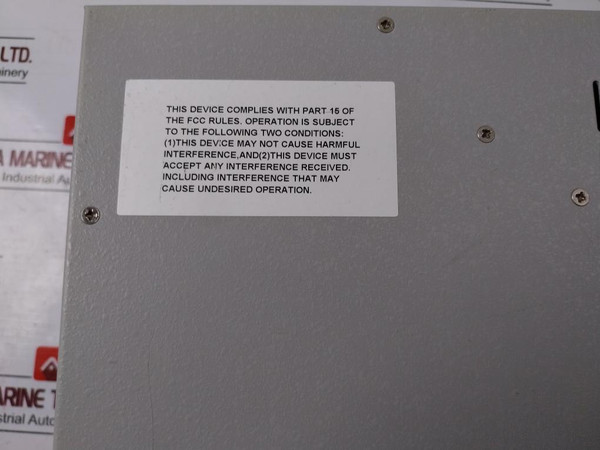 LTD.
hinery
THIS DEVICE COMPLIES WITH PART 15 OF
THE FCC RULES. OPERATION IS SUBJECT
TO THE FOLLOWING TWO CONDITIONS:
(1)THIS DEVICE MAY NOT CAUSE HARMFUL
INTERFERENCE,AND(2)THIS DEVICE MUST
ACCEPT ANY INTERFERENCE RECEIVED.
INCLUDING INTERFERENCE THAT MAY
CAUSE UNDESIRED OPERATION.
A MARINE
Industrial Au
ARINE T
strial Auto